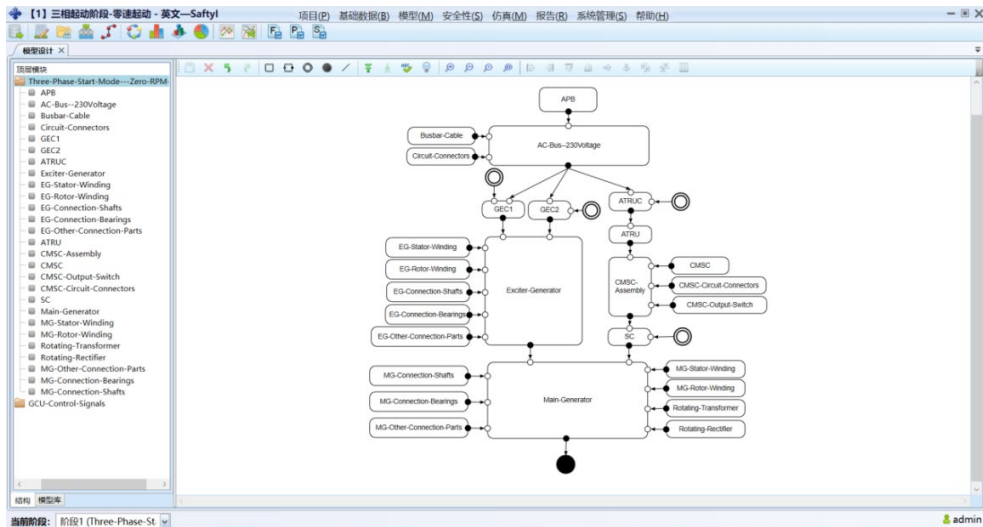 【1】三相起动阶段-零速起动 - 英文—Saftyl
项目(P) 基础数据(B) 模型(M) 安全性(S) 仿真(M) 报告(R) 系统管理(S) 帮助(H)
模型设计 ×
顶层模块
Three-Phase-Start-Mode---Zero-RPM-
APB
AC-Bus--230Voltage
Busbar-Cable
Circuit-Connectors
GEC1
GEC2
ATRUC
Exciter-Generator
EG-Stator-Winding
EG-Rotor-Winding
EG-Connection-Shafts
EG-Connection-Bearings
EG-Other-Connection-Parts
ATRU
CMSC-Assembly
CMSC
CMSC-Output-Switch
CMSC-Circuit-Connectors
SC
Main-Generator
MG-Stator-Winding
MG-Rotor-Winding
Rotating-Transformer
Rotating-Rectifier
MG-Other-Connection-Parts
MG-Connection-Bearings
MG-Connection-Shafts
GCU-Control-Signals
结构 模型库
当前阶段: 阶段1 (Three-Phase-St
admin
APB
Busbar-Cable
AC-Bus--230Voltage
Circuit-Connectors
GEC1
GEC2
ATRUC
ATRU
EG-Stator-Winding
EG-Rotor-Winding
EG-Connection-Shafts
EG-Connection-Bearings
EG-Other-Connection-Parts
Exciter-Generator
CMSC-
Assembly
CMSC
CMSC-Circuit-Connectors
CMSC-Output-Switch
SC
MG-Connection-Shafts
MG-Connection-Bearings
MG-Other-Connection-Parts
Main-Generator
MG-Stator-Winding
MG-Rotor-Winding
Rotating-Transformer
Rotating-Rectifier